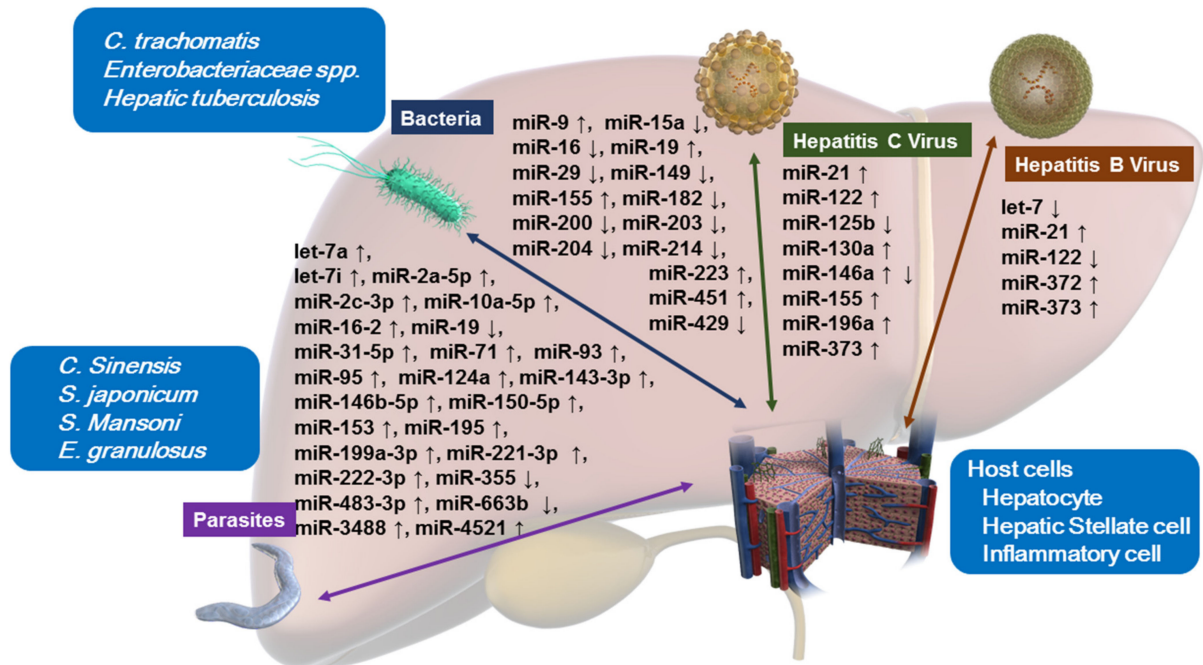 C. trachomatis
Enterobacteriaceae spp.
Hepatic tuberculosis
Bacteria
miR-9 ↑, miR-15a ↓,
miR-16 ↓, miR-19 ↑,
miR-29 ↓, miR-149 ↓,
miR-155 ↑, miR-182 ↓,
miR-200 ↓, miR-203 ↓,
miR-204 ↓, miR-214 ↓,
miR-223 ↑,
miR-451 ↑,
miR-429 ↓
Hepatitis C Virus
miR-21 ↑
miR-122 ↑
miR-125b ↓
miR-130a ↑
miR-146a ↑ ↓
miR-155 ↑
miR-196a ↑
miR-373 ↑
Hepatitis B Virus
let-7 ↓
miR-21 ↑
miR-122 ↓
miR-372 ↑
miR-373 ↑
let-7a ↑,
let-7i ↑, miR-2a-5p ↑,
miR-2c-3p ↑, miR-10a-5p ↑,
miR-16-2 ↑, miR-19 ↓,
miR-31-5p ↑, miR-71 ↑, miR-93 ↑,
miR-95 ↑, miR-124a ↑, miR-143-3p ↑,
miR-146b-5p ↑, miR-150-5p ↑,
miR-153 ↑, miR-195 ↑,
miR-199a-3p ↑, miR-221-3p ↑,
miR-222-3p ↑, miR-355 ↓,
miR-483-3p ↑, miR-663b ↓,
miR-3488 ↑, miR-4521 ↑
C. Sinensis
S. japonicum
S. Mansoni
E. granulosus
Parasites
Host cells
Hepatocyte
Hepatic Stellate cell
Inflammatory cell